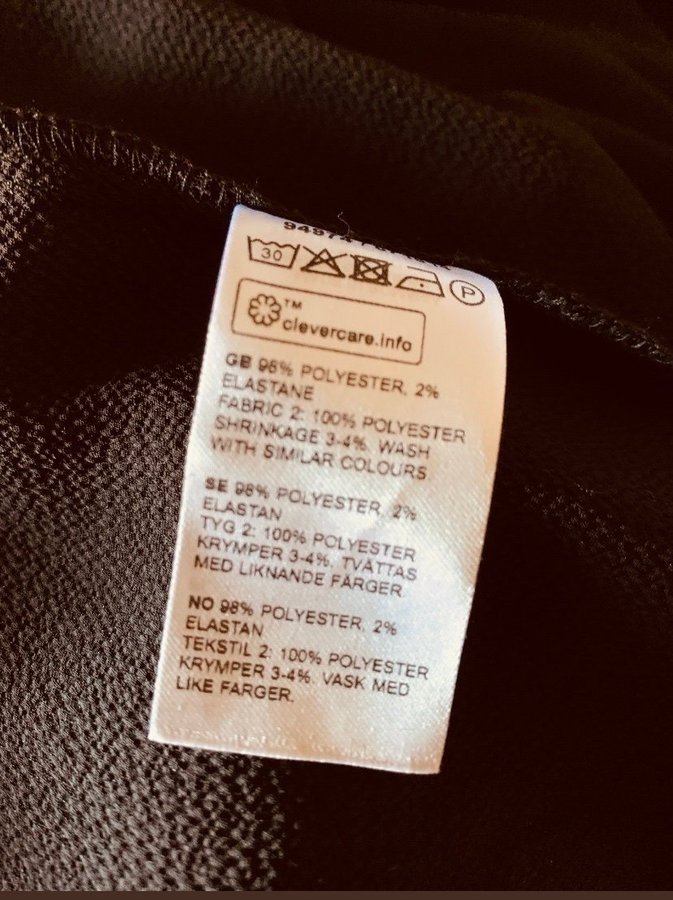 30
P
™
clevercare.info
GB 98% POLYESTER, 2%
ELASTANE
FABRIC 2: 100% POLYESTER
SHRINKAGE 3-4%. WASH
WITH SIMILAR COLOURS
SE 98% POLYESTER, 2%
ELASTAN
TYG 2: 100% POLYESTER
KRYMPER 3-4%. TVÄTTAS
MED LIKNANDE FÄRGER.
NO 98% POLYESTER, 2%
ELASTAN
TEKSTIL 2: 100% POLYESTER
KRYMPER 3-4%. VASK MED
LIKE FARGER.